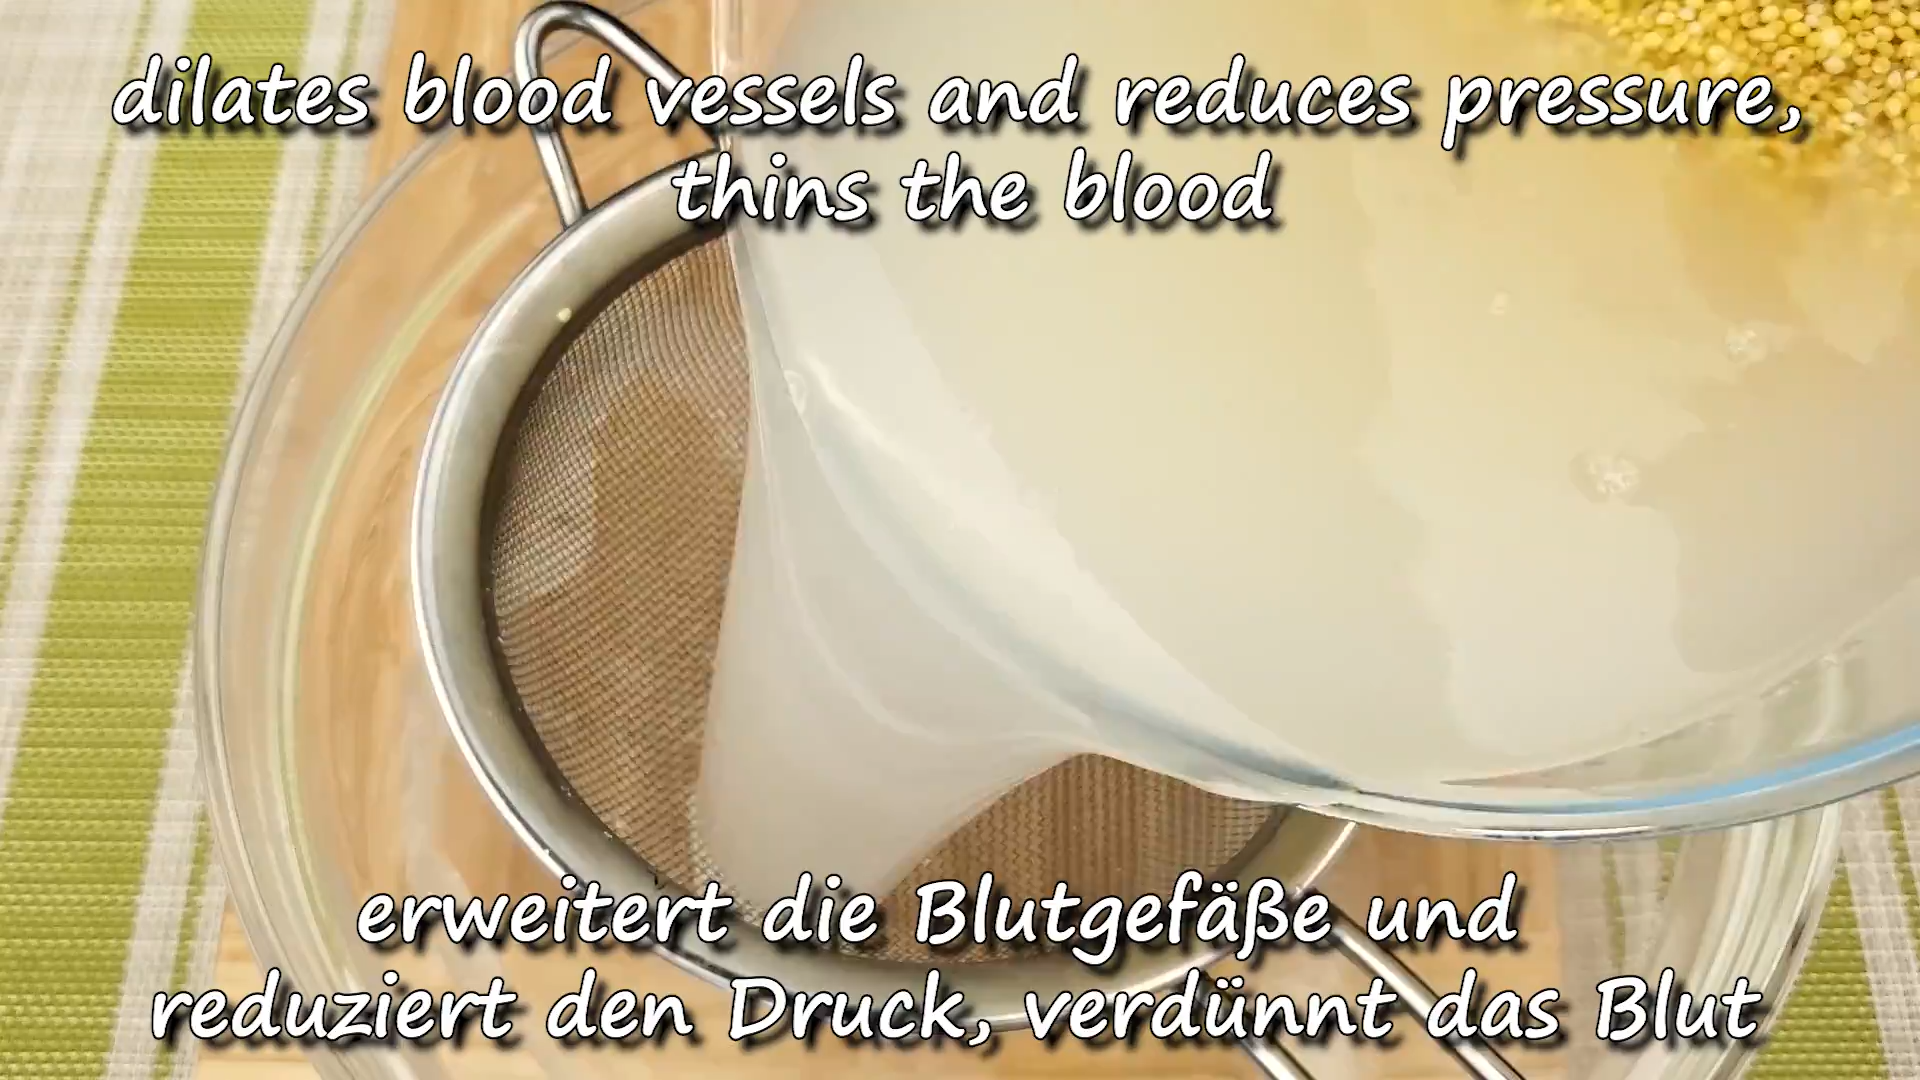 dilates blood vessels and reduces pressure,
thins the blood
erweitert die Blutgefäße und
reduziert den Druck, verdünnt das Blut